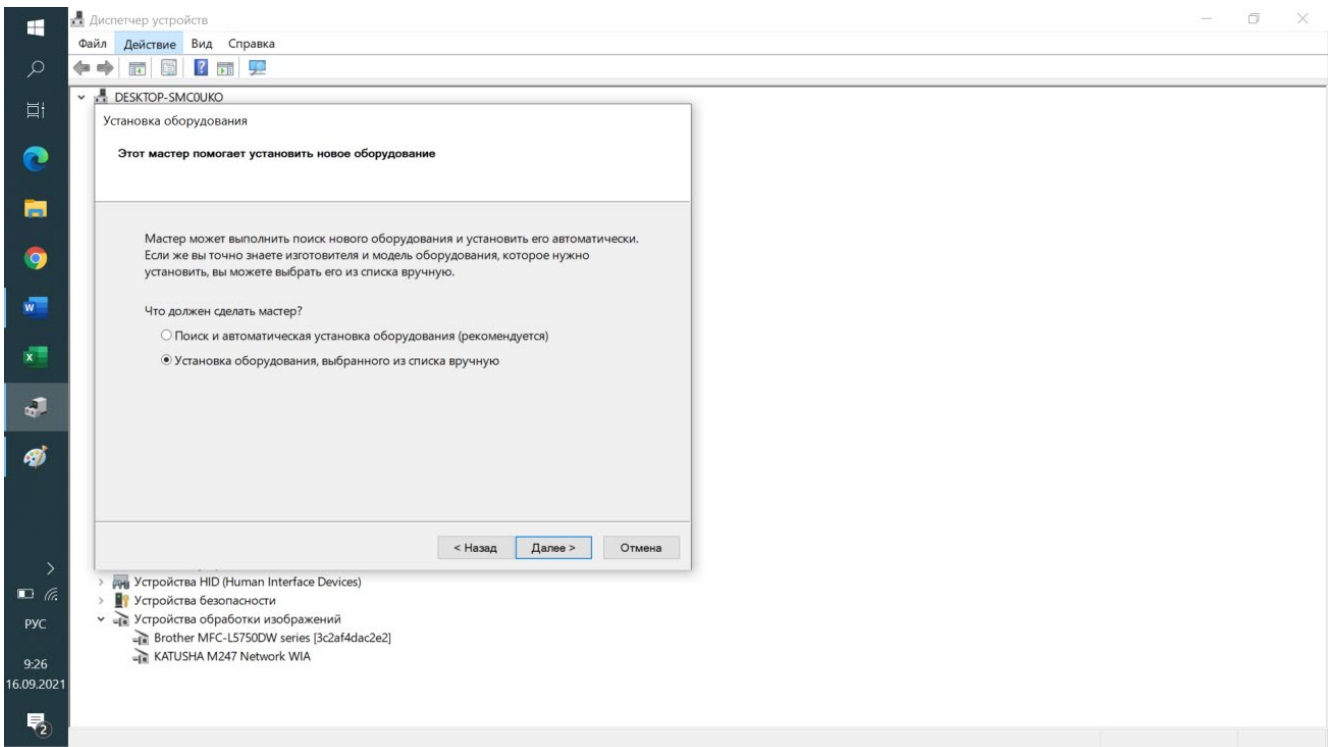 Диспетчер устройств
Файл Действие Вид Справка
DESKTOP-SMC0UKO
Установка оборудования
Этот мастер помогает установить новое оборудование
Мастер может выполнить поиск нового оборудования и установить его автоматически.
Если же вы точно знаете изготовителя и модель оборудования, которое нужно
установить, вы можете выбрать его из списка вручную.
Что должен сделать мастер?
Поиск и автоматическая установка оборудования (рекомендуется)
Установка оборудования, выбранного из списка вручную
< Назад Далее > Отмена
Устройства HID (Human Interface Devices)
Устройства безопасности
Устройства обработки изображений
Brother MFC-L5750DW series [3c2af4dac2e2]
KATUSHA M247 Network WIA
РУС
9:26
16.09.2021
2